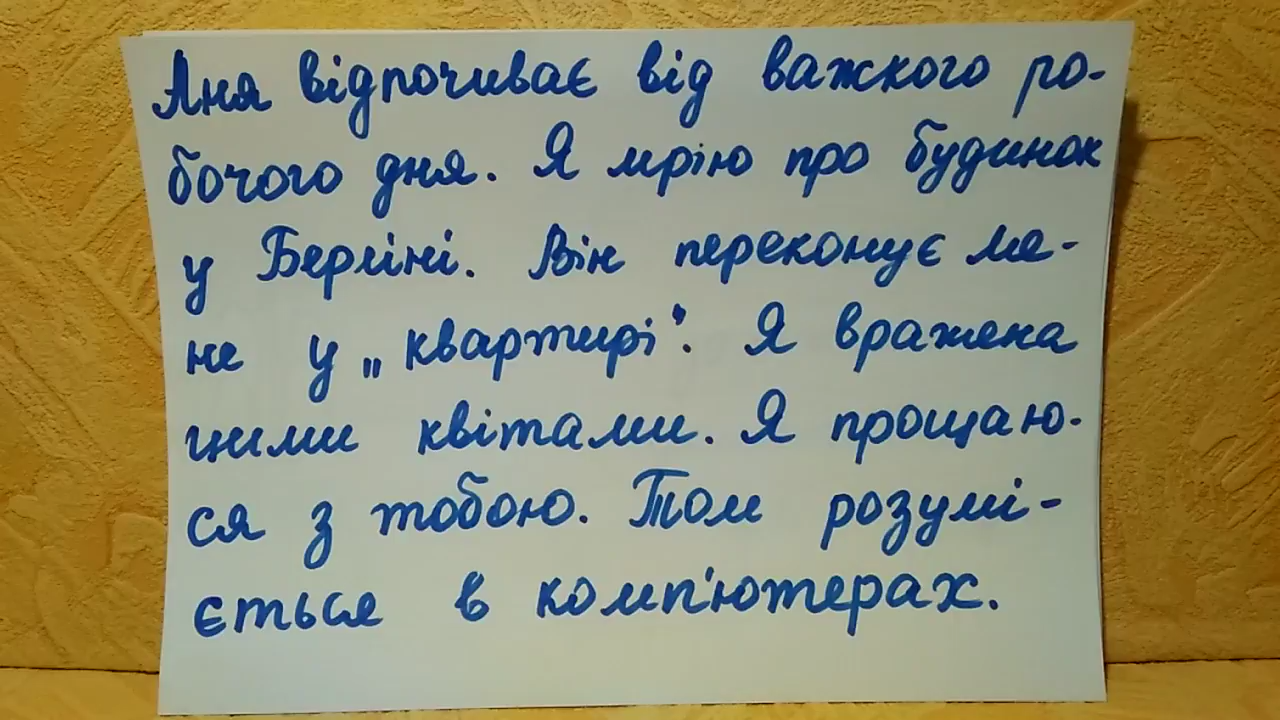 Аня відпочиває від важкого ро-
бочого дня. Я мрію про будинок
у Берліні. Він переконує ме-
не у „квартирі". Я вражена
цими квітами. Я прощаю-
ся з тобою. Том розумі-
ється в комп'ютерах.